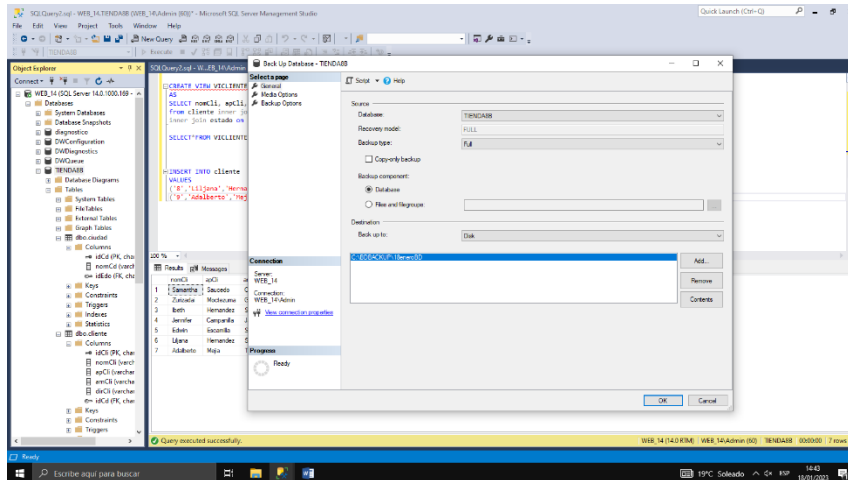 SQLQuery2.sql - WEB_14.TIENDA8B (WEB_14\Admin (60))* - Microsoft SQL Server Management Studio
Quick Launch (Ctrl+Q)
File Edit View Project Tools Window Help
New Query
TIENDA8B
Execute
Object Explorer
SQLQuery2.sql - W...8B (WEB_14\Admin
Connect
WEB_14 (SQL Server 14.0.1000.169 -
Databases
System Databases
Database Snapshots
diagnostico
DWConfiguration
DWDiagnostics
DWQueue
TIENDA8B
Database Diagrams
Tables
System Tables
FileTables
External Tables
Graph Tables
dbo.ciudad
Columns
idCd (PK, cha
nomCd (varch
idEdo (FK, cha
Keys
Constraints
Triggers
Indexes
Statistics
dbo.cliente
Columns
idCli (PK, char
nomCli (varch
apCli (varchar
amCli (varcha
dirCli (varchar
idCd (FK, char
Keys
Constraints
Triggers
CREATE VIEW VICLIENTE
AS
SELECT nomCli, apCli,
from cliente inner jo
inner join estado on
SELECT*FROM VICLIENTE
INSERT INTO cliente
VALUES
('8','Liljana','Herna
('9','Adalberto','Mej
100 %
Results Messages
nomCli apCli
1 Samantha Saucedo
2 Zunzada Moctezuma
3 Ibeth Hernandez
4 Jennifer Campanilla
5 Edwin Escamilla
6 Liljana Hernandez
7 Adalberto Mejia
Back Up Database - TIENDA8B
Select a page
General
Media Options
Backup Options
Script Help
Source
Database: TIENDA8B
Recovery model: FULL
Backup type: Full
Copy-only backup
Backup component:
Database
Files and filegroups:
Destination
Back up to: Disk
C:\BDBACKUP\18eneroBD
Add...
Remove
Contents
Connection
Server:
WEB_14
Connection:
WEB_14\Admin
View connection properties
Progress
Ready
OK Cancel
Query executed successfully.
WEB_14 (14.0 RTM) WEB_14\Admin (60) TIENDA8B 00:00:00 7 rows
Ready
Escribe aquí para buscar
19°C Soleado ESP 14:43
18/01/2023